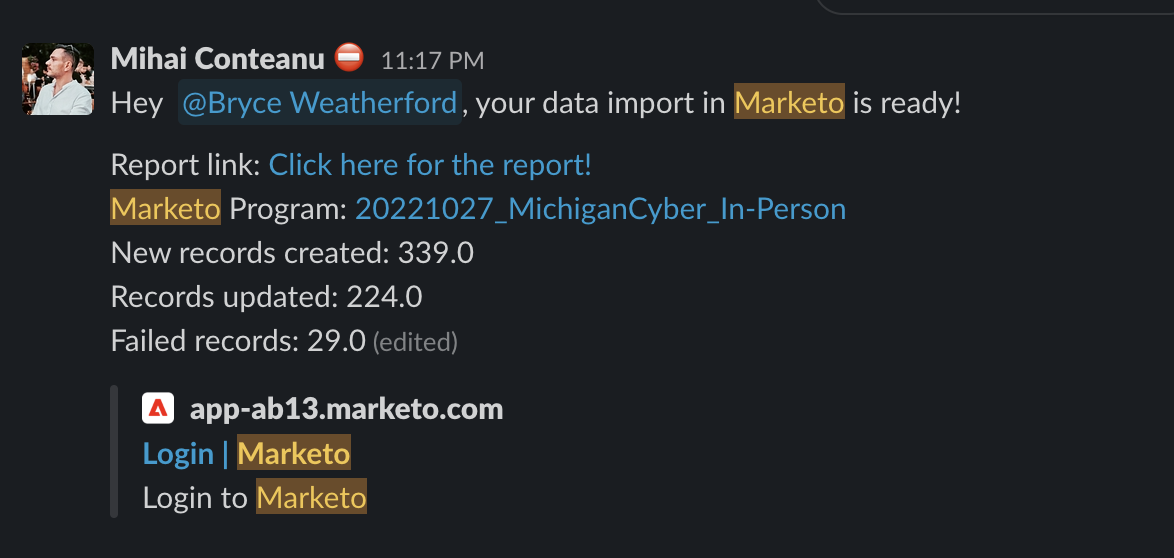 Mihai Conteanu ⛔ 11:17 PM
Hey @Bryce Weatherford, your data import in Marketo is ready!
Report link: Click here for the report!
Marketo Program: 20221027_MichiganCyber_In-Person
New records created: 339.0
Records updated: 224.0
Failed records: 29.0 (edited)
app-ab13.marketo.com
Login | Marketo
Login to Marketo